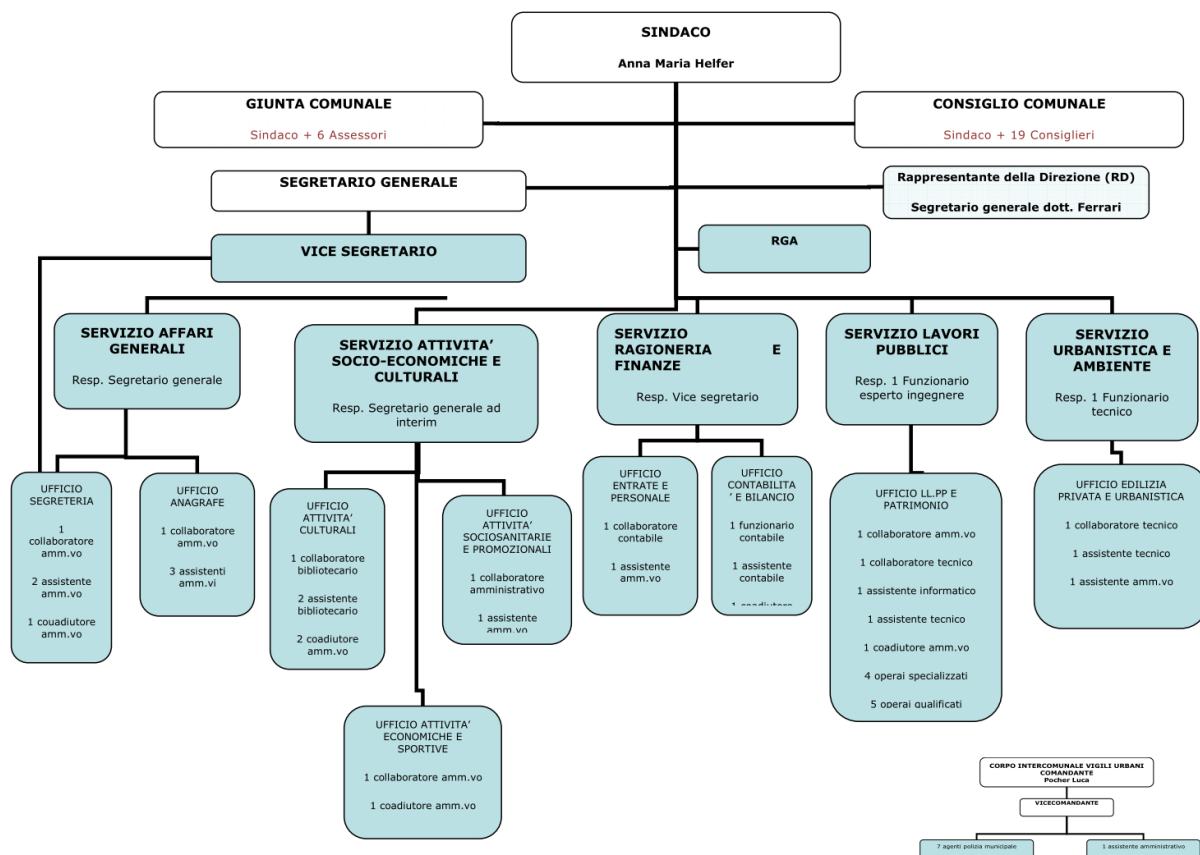 SINDACO
Anna Maria Helfer
GIUNTA COMUNALE
Sindaco + 6 Assessori
CONSIGLIO COMUNALE
Sindaco + 19 Consiglieri
SEGRETARIO GENERALE
Rappresentante della Direzione (RD)
Segretario generale dott. Ferrari
VICE SEGRETARIO
RGA
SERVIZIO AFFARI
GENERALI
Resp. Segretario generale
SERVIZIO ATTIVITA’
SOCIO-ECONOMICHE E
CULTURALI
Resp. Segretario generale ad
interim
SERVIZIO
RAGIONERIA E
FINANZE
Resp. Vice segretario
SERVIZIO LAVORI
PUBBLICI
Resp. 1 Funzionario
esperto ingegnere
SERVIZIO
URBANISTICA E
AMBIENTE
Resp. 1 Funzionario
tecnico
UFFICIO
SEGRETERIA
1
collaboratore
amm.vo
2 assistente
amm.vo
1 couadiutore
amm.vo
UFFICIO
ANAGRAFE
1 collaboratore
amm.vo
3 assistenti
amm.vi
UFFICIO
ATTIVITA’
CULTURALI
1 collaboratore
bibliotecario
2 assistente
bibliotecario
2 coadiutore
amm.vo
UFFICIO
ATTIVITA’
SOCIOSANITARIE
E PROMOZIONALI
1 collaboratore
amministrativo
1 assistente
amm.vo
UFFICIO
ENTRATE E
PERSONALE
1 collaboratore
contabile
1 assistente
amm.vo
UFFICIO
CONTABILITA
’ E BILANCIO
1 funzionario
contabile
1 assistente
contabile
1 coadiutore
UFFICIO LL.PP E
PATRIMONIO
1 collaboratore amm.vo
1 collaboratore tecnico
1 assistente informatico
1 assistente tecnico
1 coadiutore amm.vo
4 operai specializzati
5 operai qualificati
UFFICIO EDILIZIA
PRIVATA E URBANISTICA
1 collaboratore tecnico
1 assistente tecnico
1 assistente amm.vo
UFFICIO ATTIVITA’
ECONOMICHE E
SPORTIVE
1 collaboratore amm.vo
1 coadiutore amm.vo
CORPO INTERCOMUNALE VIGILI URBANI
COMANDANTE
Pocher Luca
VICECOMANDANTE
7 agenti polizia municipale
1 assistente amministrativo